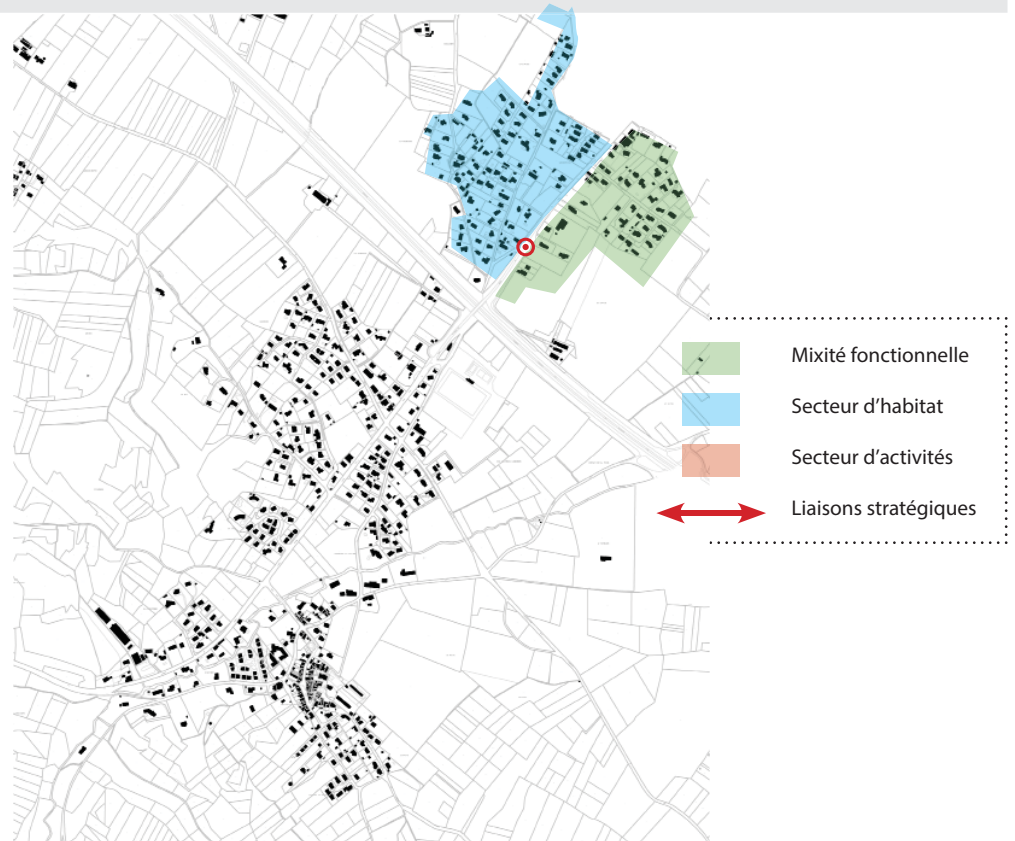 Mixité fonctionnelle
Secteur d'habitat
Secteur d'activités
Liaisons stratégiques